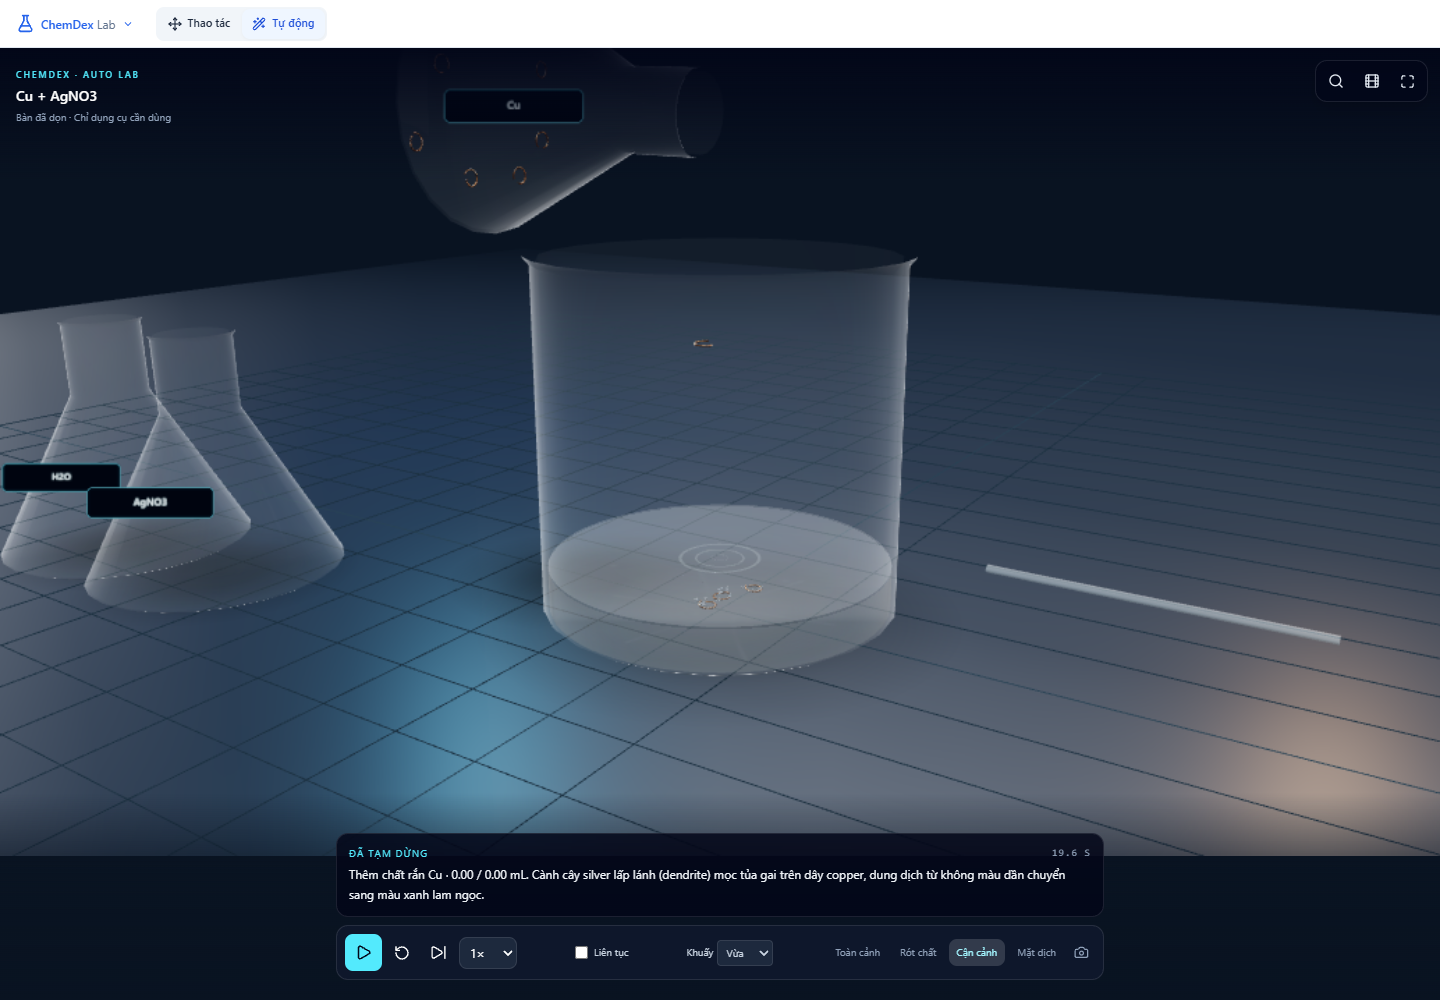 ChemDex Lab
Thao tác
Tự động
CHEMDEX · AUTO LAB
Cu + AgNO3
Bàn đã dọn · Chỉ dụng cụ cần dùng
Cu
H2O
AgNO3
ĐÃ TẠM DỪNG
19.6 S
Thêm chất rắn Cu · 0.00 / 0.00 mL. Cành cây silver lấp lánh (dendrite) mọc tủa gai trên dây copper, dung dịch từ không màu dần chuyển
sang màu xanh lam ngọc.
1×
Liên tục
Khuấy
Vừa
Toàn cảnh
Rót chất
Cận cảnh
Mặt dịch